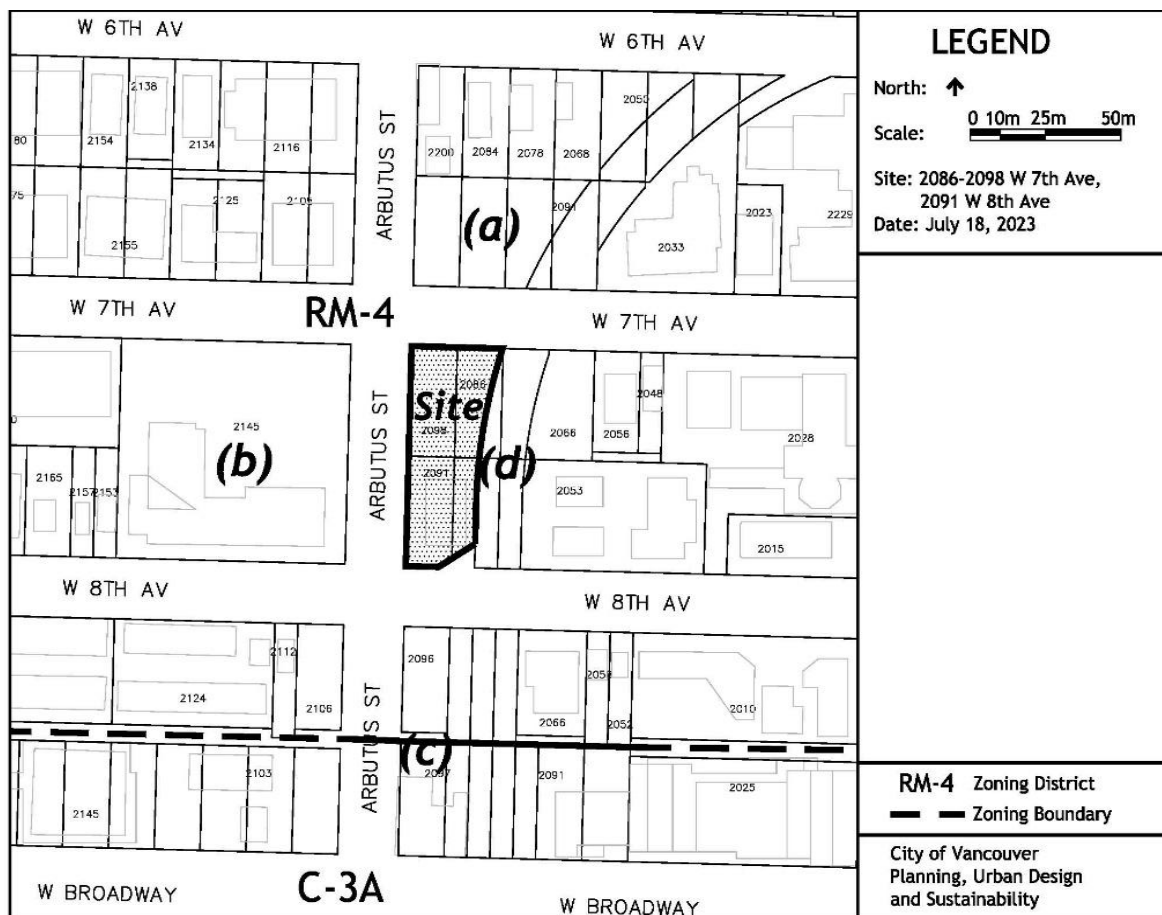 W 6TH AV
W 6TH AV
2138
2154
2134
2116
80
ARBUTUS ST
2200
2084
2078
2068
2050
75
2155
2125
2105
(a)
2091
2033
2023
2229
W 7TH AV
RM-4
W 7TH AV
2145
(b)
2165
2157
2153
ARBUTUS ST
2086
Site
2098
2091
(d)
2066
2056
2048
2028
2053
2015
W 8TH AV
W 8TH AV
2112
2124
2106
ARBUTUS ST
2096
2066
2052
2010
(c)
2103
2145
2097
2091
2025
C-3A
W BROADWAY
W BROADWAY
LEGEND
North:
Scale: 0 10m 25m 50m
Site: 2086-2098 W 7th Ave,
2091 W 8th Ave
Date: July 18, 2023
RM-4 Zoning District
Zoning Boundary
City of Vancouver
Planning, Urban Design
and Sustainability